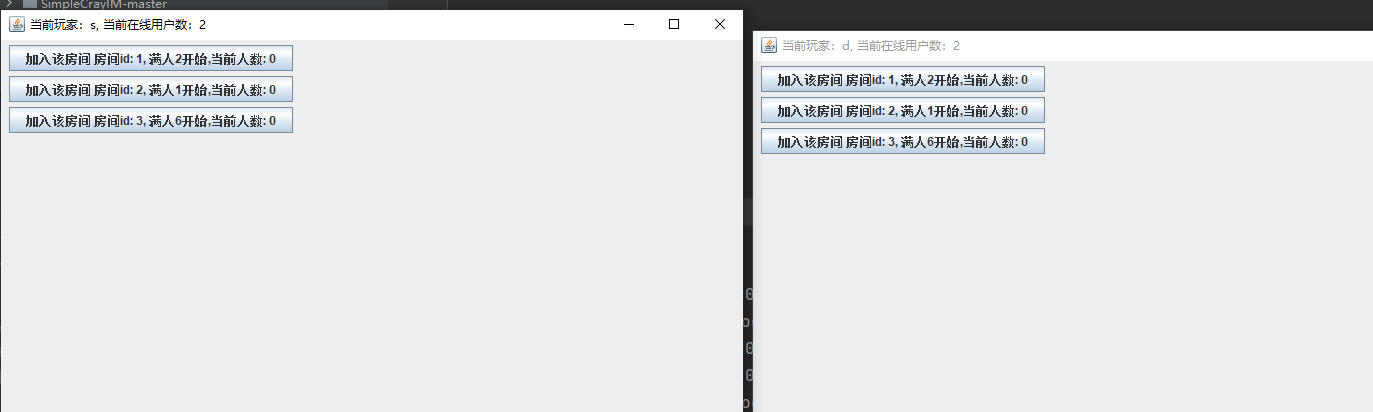 SimpleCrayIM-master
当前玩家：s, 当前在线用户数：2
加入该房间 房间id: 1, 满人2开始,当前人数: 0
加入该房间 房间id: 2, 满人1开始,当前人数: 0
加入该房间 房间id: 3, 满人6开始,当前人数: 0
当前玩家：d, 当前在线用户数：2
加入该房间 房间id: 1, 满人2开始,当前人数: 0
加入该房间 房间id: 2, 满人1开始,当前人数: 0
加入该房间 房间id: 3, 满人6开始,当前人数: 0